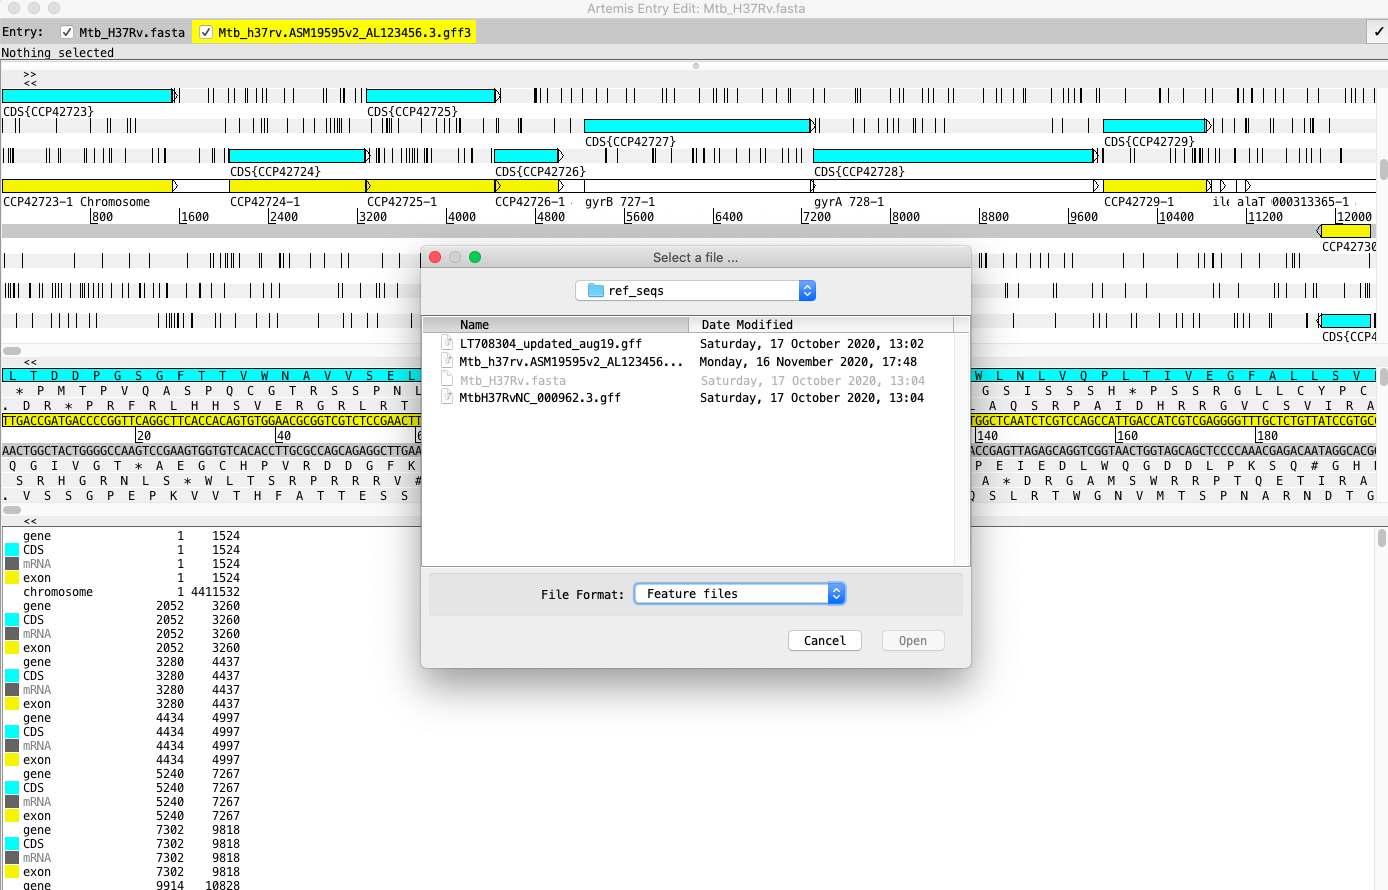 Artemis Entry Edit: Mtb_H37Rv.fasta
Entry: Mtb_H37Rv.fasta Mtb_h37rv.ASM19595v2_AL123456.3.gff3
Nothing selected
>>
<<
CDS{CCP42723} CDS{CCP42725}
CDS{CCP42727} CDS{CCP42729}
CDS{CCP42724} CDS{CCP42726} CDS{CCP42728}
CCP42723-1 Chromosome CCP42724-1 CCP42725-1 CCP42726-1 gyrB 727-1 gyrA 728-1 CCP42729-1 ile alaT 000313365-1
800 1600 2400 3200 4000 4800 5600 6400 7200 8000 8800 9600 10400 11200 12000
CCP42730
CDS{CCP4
<<
L T D D P G S G F T T V W N A V V S E L W L N L V Q P L T I V E G F A L L S V
* P M T P V Q A S P Q C G T R S S P N L G S I S S S H * P S S R G L L C Y P C
. D R * P R F R L H H S V E R G R L R T L A Q S R P A I D H R R G V C S V I R A
TTGACCGATGACCCCGGTTCAGGCTTCACCACAGTGTGGAACGCGGTCGTCTCCGAACTT TGGCTCAATCTCGTCCAGCCATTGACCATCGTCGAGGGGTTTGCTCTGTTATCCGTGCC
20 40 140 160 180
AACTGGCTACTGGGGCCAAGTCCGAAGTGGTGTCACACCTTGCGCCAGCAGAGGCTTGAA ACCGAGTTAGAGCAGGTCGGTAACTGGTAGCAGCTCCCCAAACGAGACAATAGGCACGG
Q G I V G T * A E G C H P V R D D G F K P E I E D L W Q G D D L P K S Q # G H
S R H G R N L S * W L T S R P R R R V # A * D R G A M S W R R P T Q E T I R A
. V S S G P E P K V V T H F A T T E S S Q S L R T W G N V M T S P N A R N D T G
<<
Select a file ...
ref_seqs
Name Date Modified
LT708304_updated_aug19.gff Saturday, 17 October 2020, 13:02
Mtb_h37rv.ASM19595v2_AL123456... Monday, 16 November 2020, 17:48
Mtb_H37Rv.fasta Saturday, 17 October 2020, 13:04
MtbH37RvNC_000962.3.gff Saturday, 17 October 2020, 13:04
File Format: Feature files
Cancel Open
gene 1 1524
CDS 1 1524
mRNA 1 1524
exon 1 1524
chromosome 1 4411532
gene 2052 3260
CDS 2052 3260
mRNA 2052 3260
exon 2052 3260
gene 3280 4437
CDS 3280 4437
mRNA 3280 4437
exon 3280 4437
gene 4434 4997
CDS 4434 4997
mRNA 4434 4997
exon 4434 4997
gene 5240 7267
CDS 5240 7267
mRNA 5240 7267
exon 5240 7267
gene 7302 9818
CDS 7302 9818
mRNA 7302 9818
exon 7302 9818
gene 9914 10828